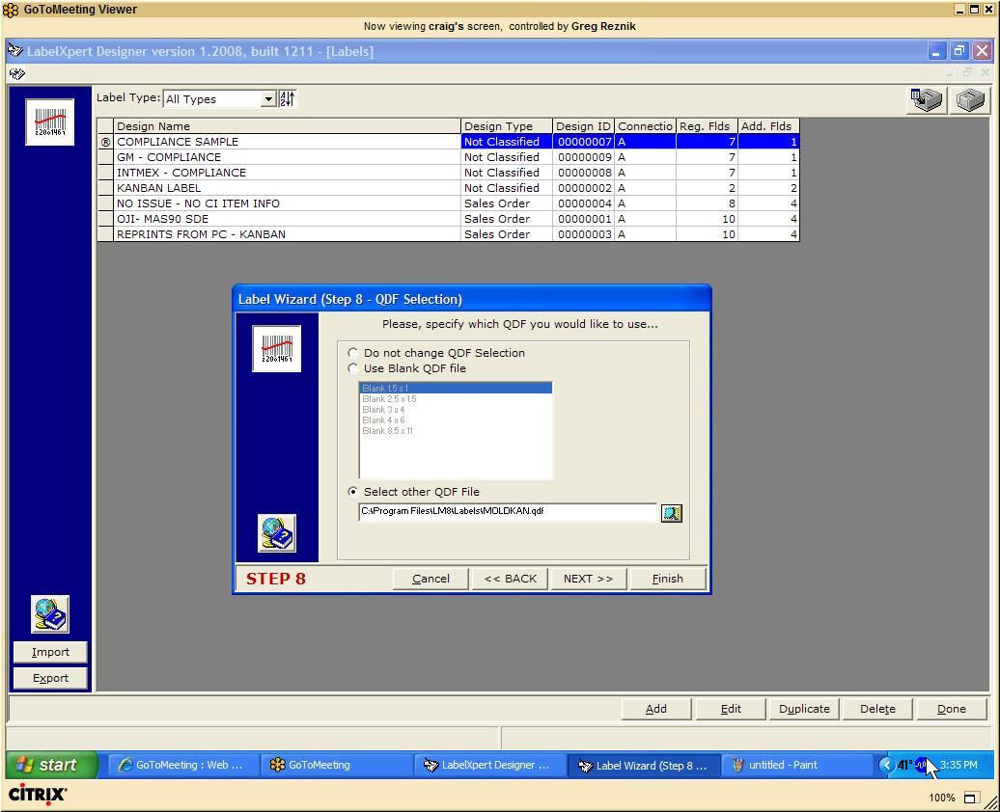 GoToMeeting Viewer
Now viewing craig's screen, controlled by Greg Reznik
LabelXpert Designer version 1.2008, built 1211 - [Labels]
Label Type: All Types
Design Name Design Type Design ID Connectio Reg. Flds Add. Flds
® COMPLIANCE SAMPLE Not Classified 00000007 A 7 1
GM - COMPLIANCE Not Classified 00000009 A 7 1
INTMEX - COMPLIANCE Not Classified 00000008 A 7 1
KANBAN LABEL Not Classified 00000002 A 2 2
NO ISSUE - NO CI ITEM INFO Sales Order 00000004 A 8 4
OJI- MAS90 SDE Sales Order 00000001 A 10 4
REPRINTS FROM PC - KANBAN Sales Order 00000003 A 10 4
Label Wizard (Step 8 - QDF Selection)
Please, specify which QDF you would like to use...
Do not change QDF Selection
Use Blank QDF file
Blank 1.5 x 1
Blank 2.5 x 1.5
Blank 3 x 4
Blank 4 x 6
Blank 8.5 x 11
Select other QDF File
C:\Program Files\LM8\Labels\MOLDKAN.qdf
STEP 8 Cancel << BACK NEXT >> Finish
Import
Export
Add Edit Duplicate Delete Done
start GoToMeeting : Web ... GoToMeeting LabelXpert Designer ... Label Wizard (Step 8 ... untitled - Paint 41° 3:35 PM
CITRIX 100%